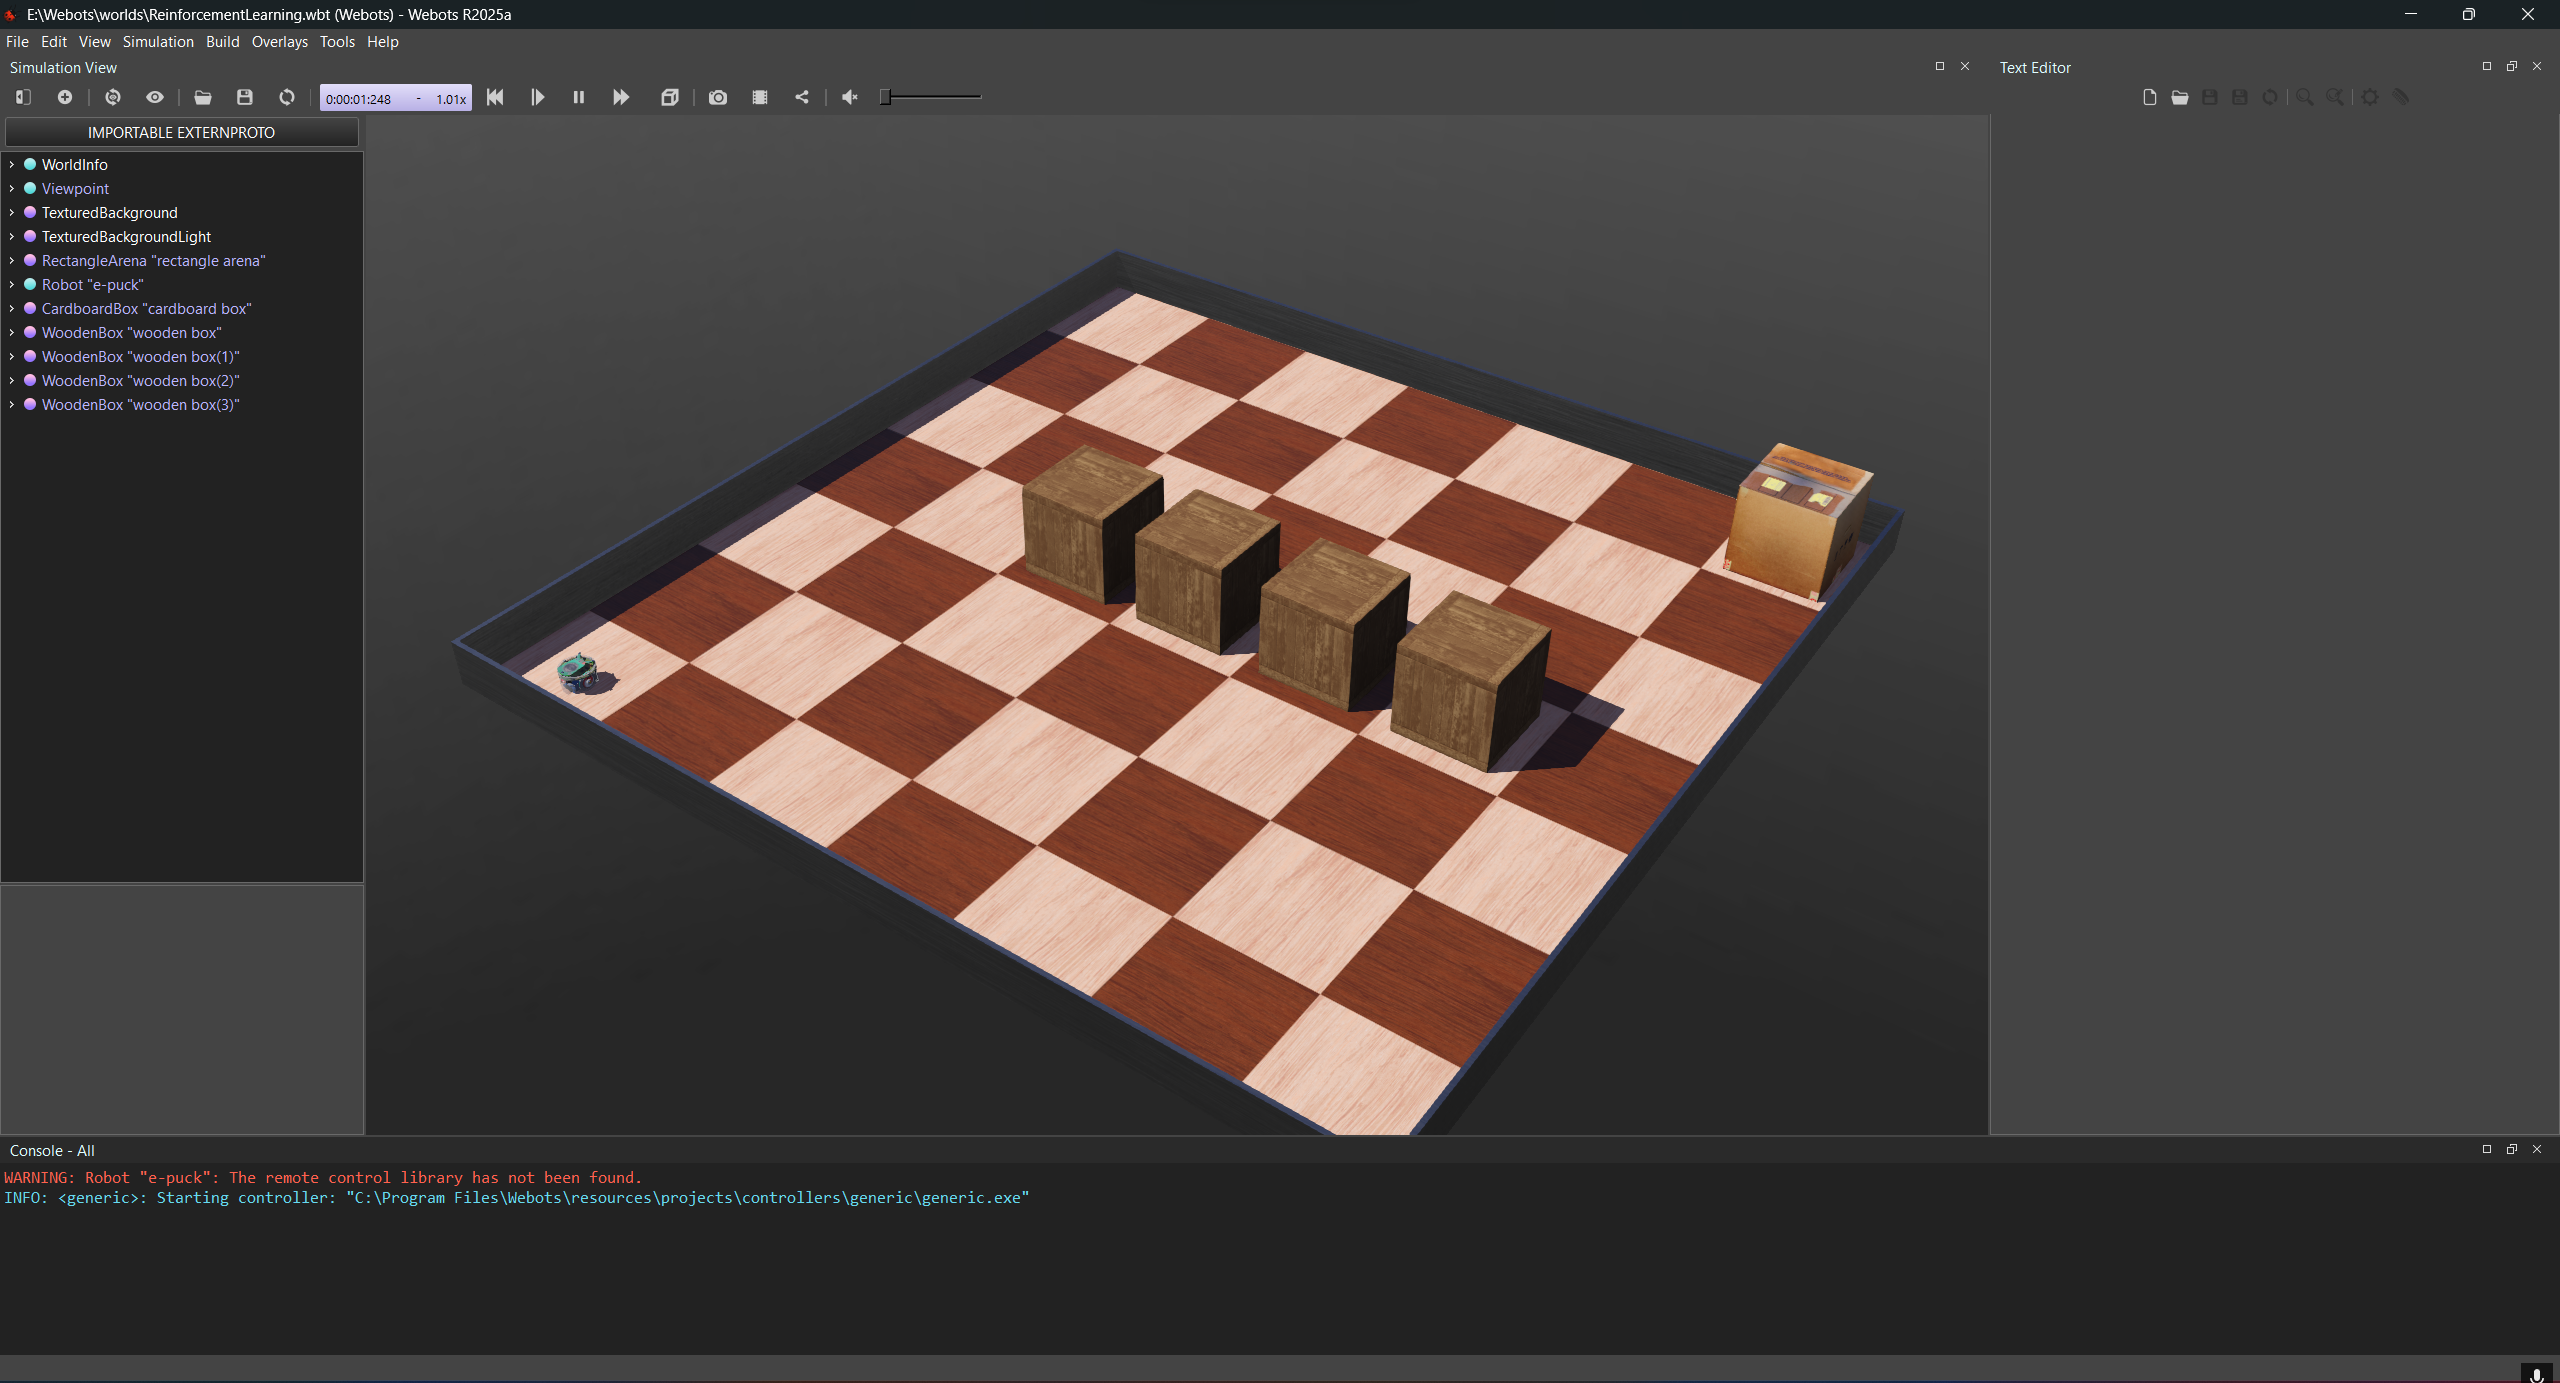 E:\Webots\worlds\ReinforcementLearning.wbt (Webots) - Webots R2025a
File Edit View Simulation Build Overlays Tools Help
Simulation View
Text Editor
0:00:01:248 - 1.01x
IMPORTABLE EXTERNPROTO
WorldInfo
Viewpoint
TexturedBackground
TexturedBackgroundLight
RectangleArena "rectangle arena"
Robot "e-puck"
CardboardBox "cardboard box"
WoodenBox "wooden box"
WoodenBox "wooden box(1)"
WoodenBox "wooden box(2)"
WoodenBox "wooden box(3)"
Console - All
WARNING: Robot "e-puck": The remote control library has not been found.
INFO: <generic>: Starting controller: "C:\Program Files\Webots\resources\projects\controllers\generic\generic.exe"